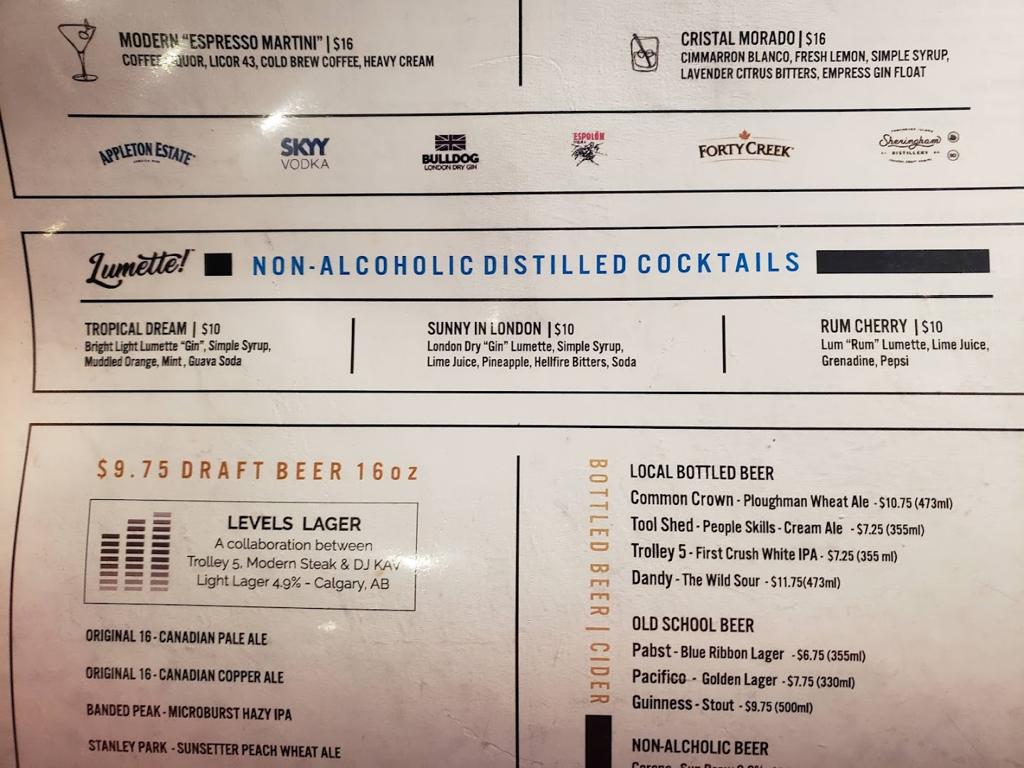 MODERN "ESPRESSO MARTINI" | $16
COFFEE LIQUOR, LICOR 43, COLD BREW COFFEE, HEAVY CREAM
CRISTAL MORADO | $16
CIMMARRON BLANCO, FRESH LEMON, SIMPLE SYRUP,
LAVENDER CITRUS BITTERS, EMPRESS GIN FLOAT
APPLETON ESTATE
SKYY
VODKA
BULLDOG
LONDON DRY GIN
ESPOLÒN
FORTY CREEK
Sheringham
DISTILLERY
Lumette!
NON-ALCOHOLIC DISTILLED COCKTAILS
TROPICAL DREAM | $10
Bright Light Lumette "Gin", Simple Syrup,
Muddled Orange, Mint, Guava Soda
SUNNY IN LONDON | $10
London Dry "Gin" Lumette, Simple Syrup,
Lime Juice, Pineapple, Hellfire Bitters, Soda
RUM CHERRY | $10
Lum "Rum" Lumette, Lime Juice,
Grenadine, Pepsi
$9.75 DRAFT BEER 16oz
LEVELS LAGER
A collaboration between
Trolley 5, Modern Steak & DJ KAV
Light Lager 4.9% - Calgary, AB
ORIGINAL 16 - CANADIAN PALE ALE
ORIGINAL 16 - CANADIAN COPPER ALE
BANDED PEAK - MICROBURST HAZY IPA
STANLEY PARK - SUNSETTER PEACH WHEAT ALE
BOTTLED BEER | CIDER
LOCAL BOTTLED BEER
Common Crown - Ploughman Wheat Ale - $10.75 (473ml)
Tool Shed - People Skills - Cream Ale - $7.25 (355ml)
Trolley 5 - First Crush White IPA - $7.25 (355 ml)
Dandy - The Wild Sour - $11.75(473ml)
OLD SCHOOL BEER
Pabst - Blue Ribbon Lager - $6.75 (355ml)
Pacifico - Golden Lager - $7.75 (330ml)
Guinness - Stout - $9.75 (500ml)
NON-ALCHOLIC BEER